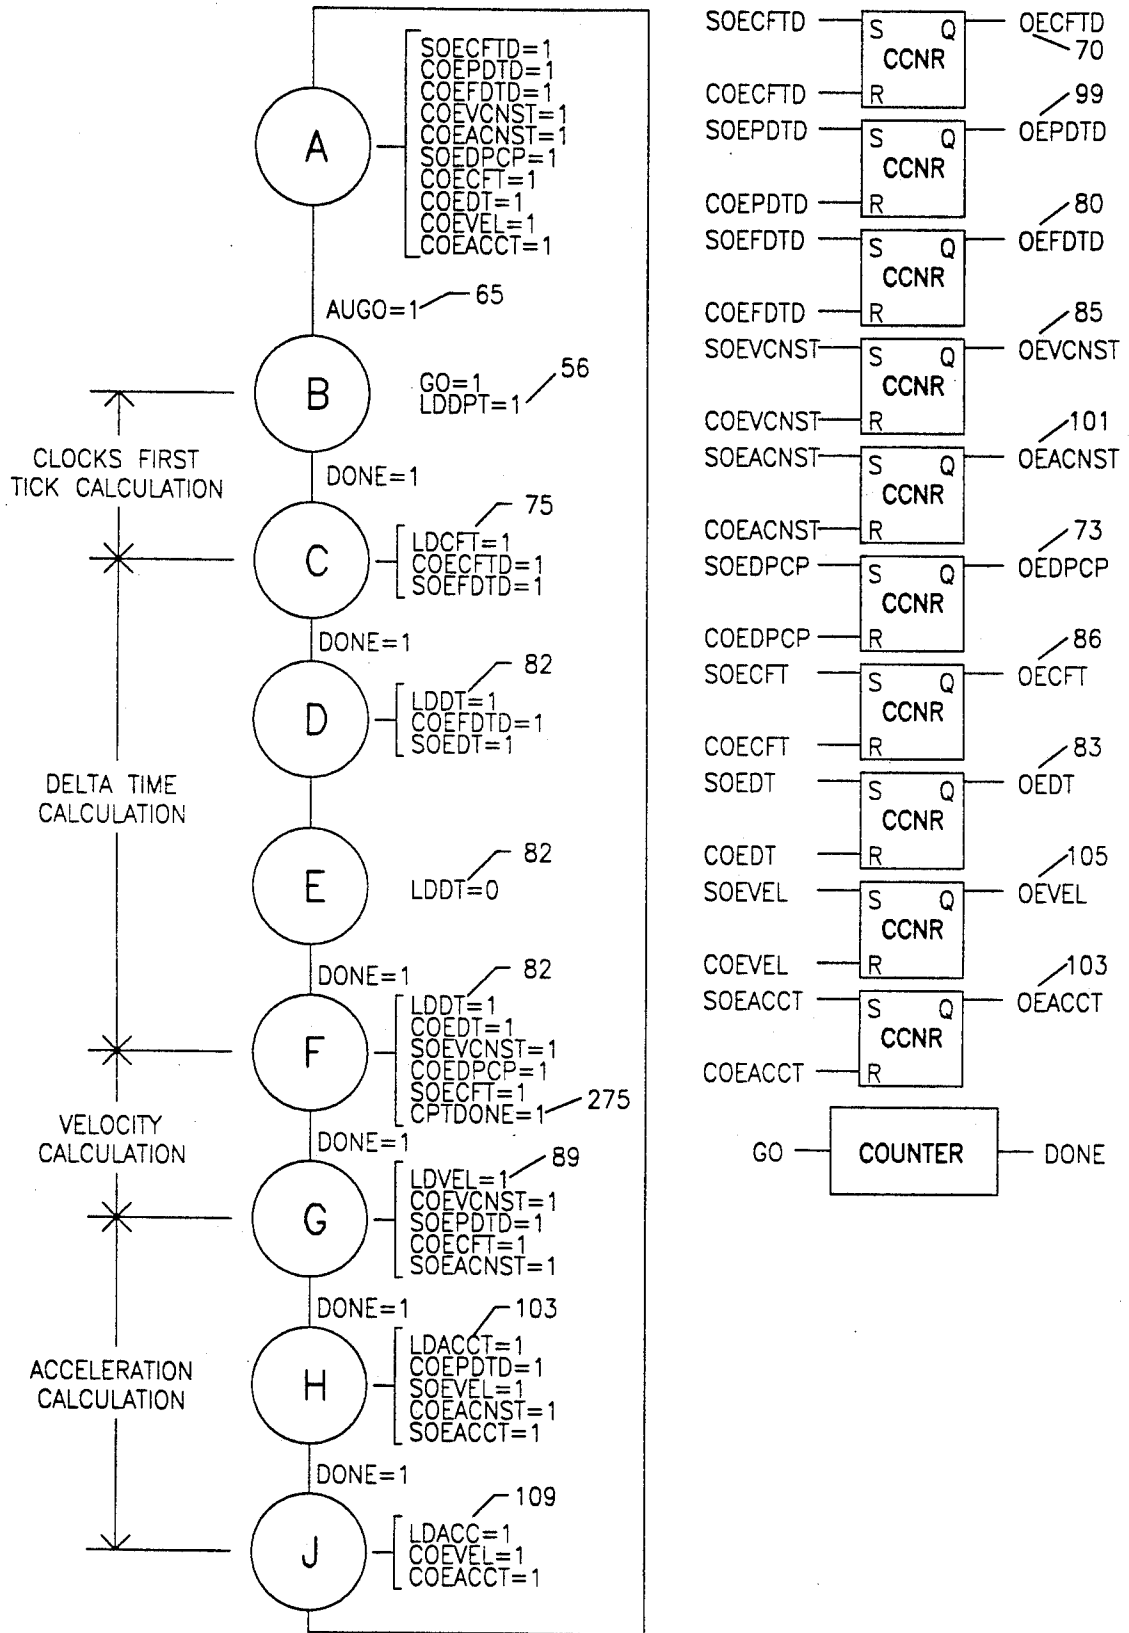 A
SOECFTD=1
COEPDTD=1
COEFDTD=1
COEVCNST=1
COEACNST=1
SOEDPCP=1
COECFT=1
COEDT=1
COEVEL=1
COEACCT=1
AUGO=1
65
B
GO=1
LDDPT=1
56
CLOCKS FIRST
TICK CALCULATION
DONE=1
C
LDCFT=1
COECFTD=1
SOEFDTD=1
75
DONE=1
D
LDDT=1
COEFDTD=1
SOEDT=1
82
DELTA TIME
CALCULATION
E
LDDT=0
82
DONE=1
F
LDDT=1
COEDT=1
SOEVCNST=1
COEDPCP=1
SOECFT=1
CPTDONE=1
82
275
VELOCITY
CALCULATION
DONE=1
G
LDVEL=1
COEVCNST=1
SOEPDTD=1
COECFT=1
SOEACNST=1
89
DONE=1
H
LDACCT=1
COEPDTD=1
SOEVEL=1
COEACNST=1
SOEACCT=1
103
ACCELERATION
CALCULATION
DONE=1
J
LDACC=1
COEVEL=1
COEACCT=1
109
SOECFTD S Q OECFTD
CCNR 70
COECFTD R
99
SOEPDTD S Q OEPDTD
CCNR
COEPDTD R
80
SOEFDTD S Q OEFDTD
CCNR
COEFDTD R
85
SOEVCNST S Q OEVCNST
CCNR
COEVCNST R
101
SOEACNST S Q OEACNST
CCNR
COEACNST R
73
SOEDPCP S Q OEDPCP
CCNR
COEDPCP R
86
SOECFT S Q OECFT
CCNR
COECFT R
83
SOEDT S Q OEDT
CCNR
COEDT R
105
SOEVEL S Q OEVEL
CCNR
COEVEL R
103
SOEACCT S Q OEACCT
CCNR
COEACCT R
GO COUNTER DONE